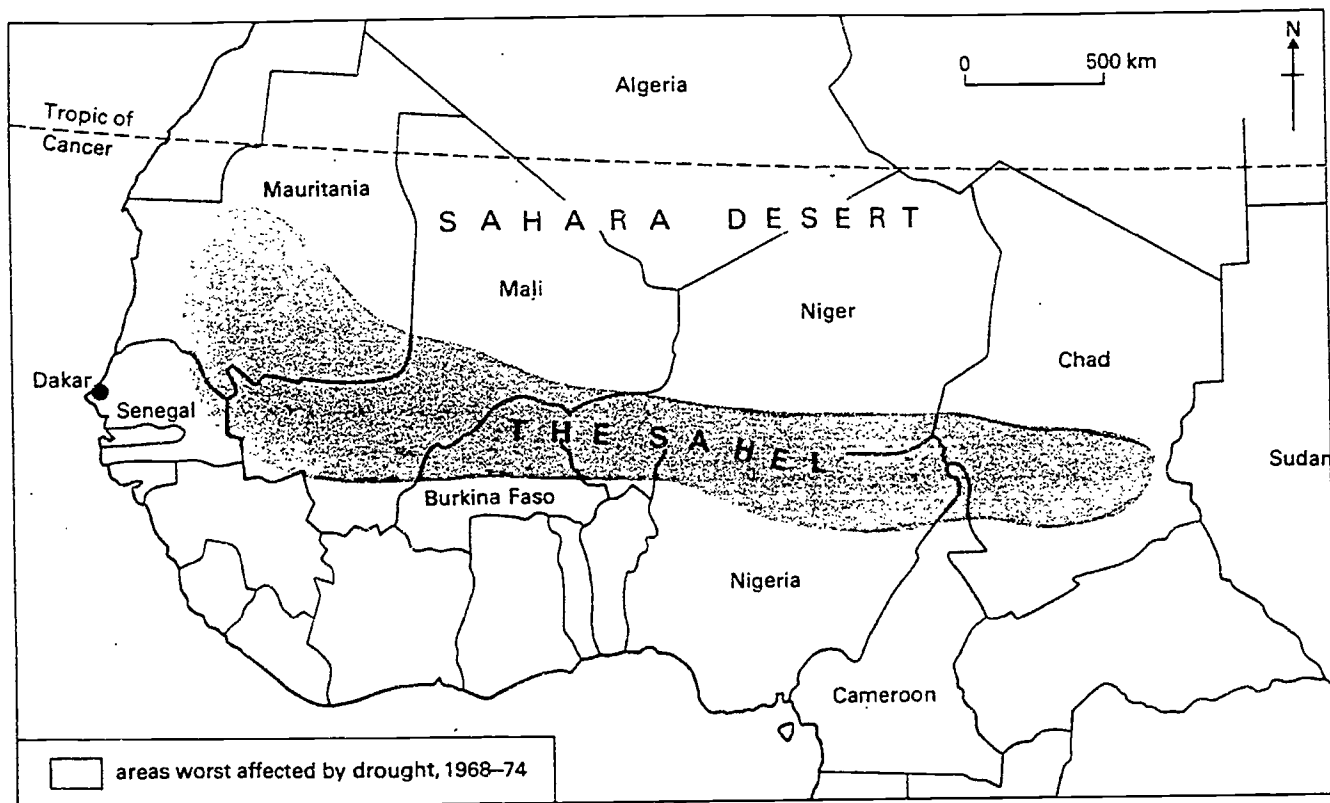 N
0 500 km
Algeria
Tropic of
Cancer
Mauritania
SAHARA DESERT
Mali
Niger
Chad
Dakar
Senegal
THE SAHEL
Sudan
Burkina Faso
Nigeria
Cameroon
areas worst affected by drought, 1968–74